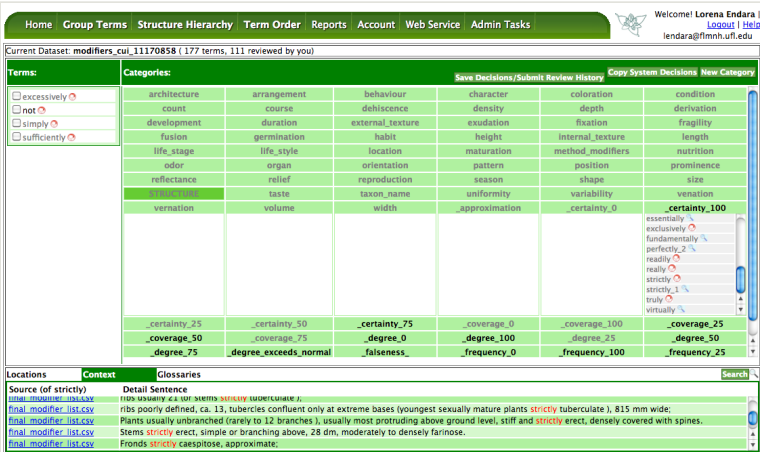 Home Group Terms Structure Hierarchy Term Order Reports Account Web Service Admin Tasks
Welcome! Lorena Endara |
Logout | Help
lendara@flmnh.ufl.edu
Current Dataset: modifiers_cui_11170858 ( 177 terms, 111 reviewed by you)
Terms:
excessively
not
simply
sufficiently
Categories:
Save Decisions/Submit Review History Copy System Decisions New Category
architecture arrangement behaviour character coloration condition
count course dehiscence density depth derivation
development duration external_texture exudation fixation fragility
fusion germination habit height internal_texture length
life_stage life_style location maturation method_modifiers nutrition
odor organ orientation pattern position prominence
reflectance relief reproduction season shape size
STRUCTURE taste taxon_name uniformity variability venation
vernation volume width _approximation _certainty_0 _certainty_100
essentially
exclusively
fundamentally
perfectly_2
readily
really
strictly
strictly_1
truly
virtually
_certainty_25 _certainty_50 _certainty_75 _coverage_0 _coverage_100 _coverage_25
_coverage_50 _coverage_75 _degree_0 _degree_100 _degree_25 _degree_50
_degree_75 _degree_exceeds_normal _falseness_ _frequency_0 _frequency_100 _frequency_25
Locations Context Glossaries Search
Source (of strictly) Detail Sentence
final_modifier_list.csv ribs usually 21 (or stems strictly tuberculate );
final_modifier_list.csv ribs poorly defined, ca. 13, tubercles confluent only at extreme bases (youngest sexually mature plants strictly tuberculate ), 815 mm wide;
final_modifier_list.csv Plants usually unbranched (rarely to 12 branches ), usually most protruding above ground level, stiff and strictly erect, densely covered with spines.
final_modifier_list.csv Stems strictly erect, simple or branching above, 28 dm, moderately to densely farinose.
final_modifier_list.csv Fronds strictly caespitose, approximate;